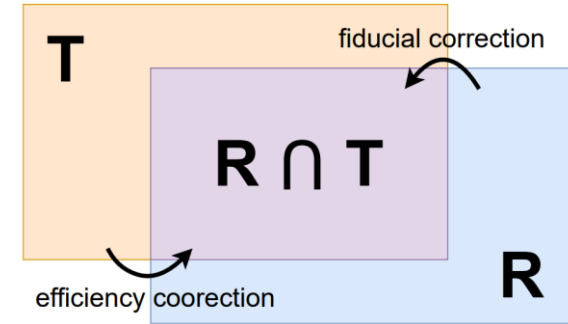 T
fiducial correction
R ∩ T
R
efficiency coorection